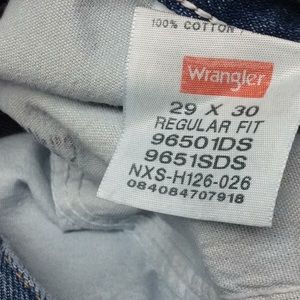 100% COTTON
Wrangler
29 X 30
REGULAR FIT
96501DS
9651SDS
NXS-H126-026
084084707918